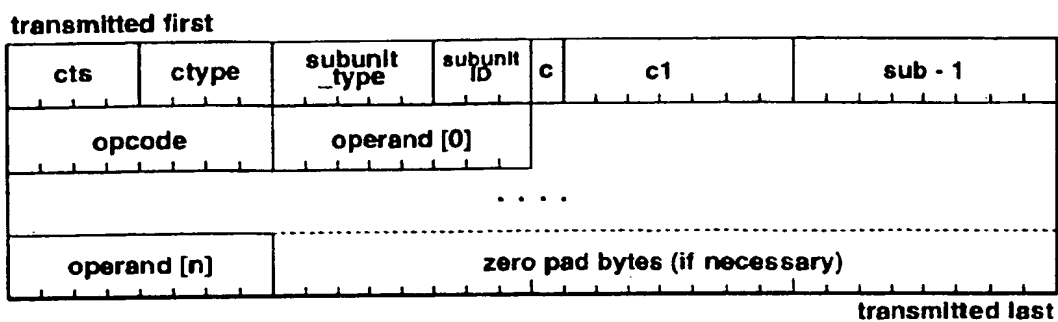 transmitted first
cts ctype subunit _type subunit ID c c1 sub - 1
opcode operand [0]
. . . .
operand [n] zero pad bytes (if necessary)
transmitted last